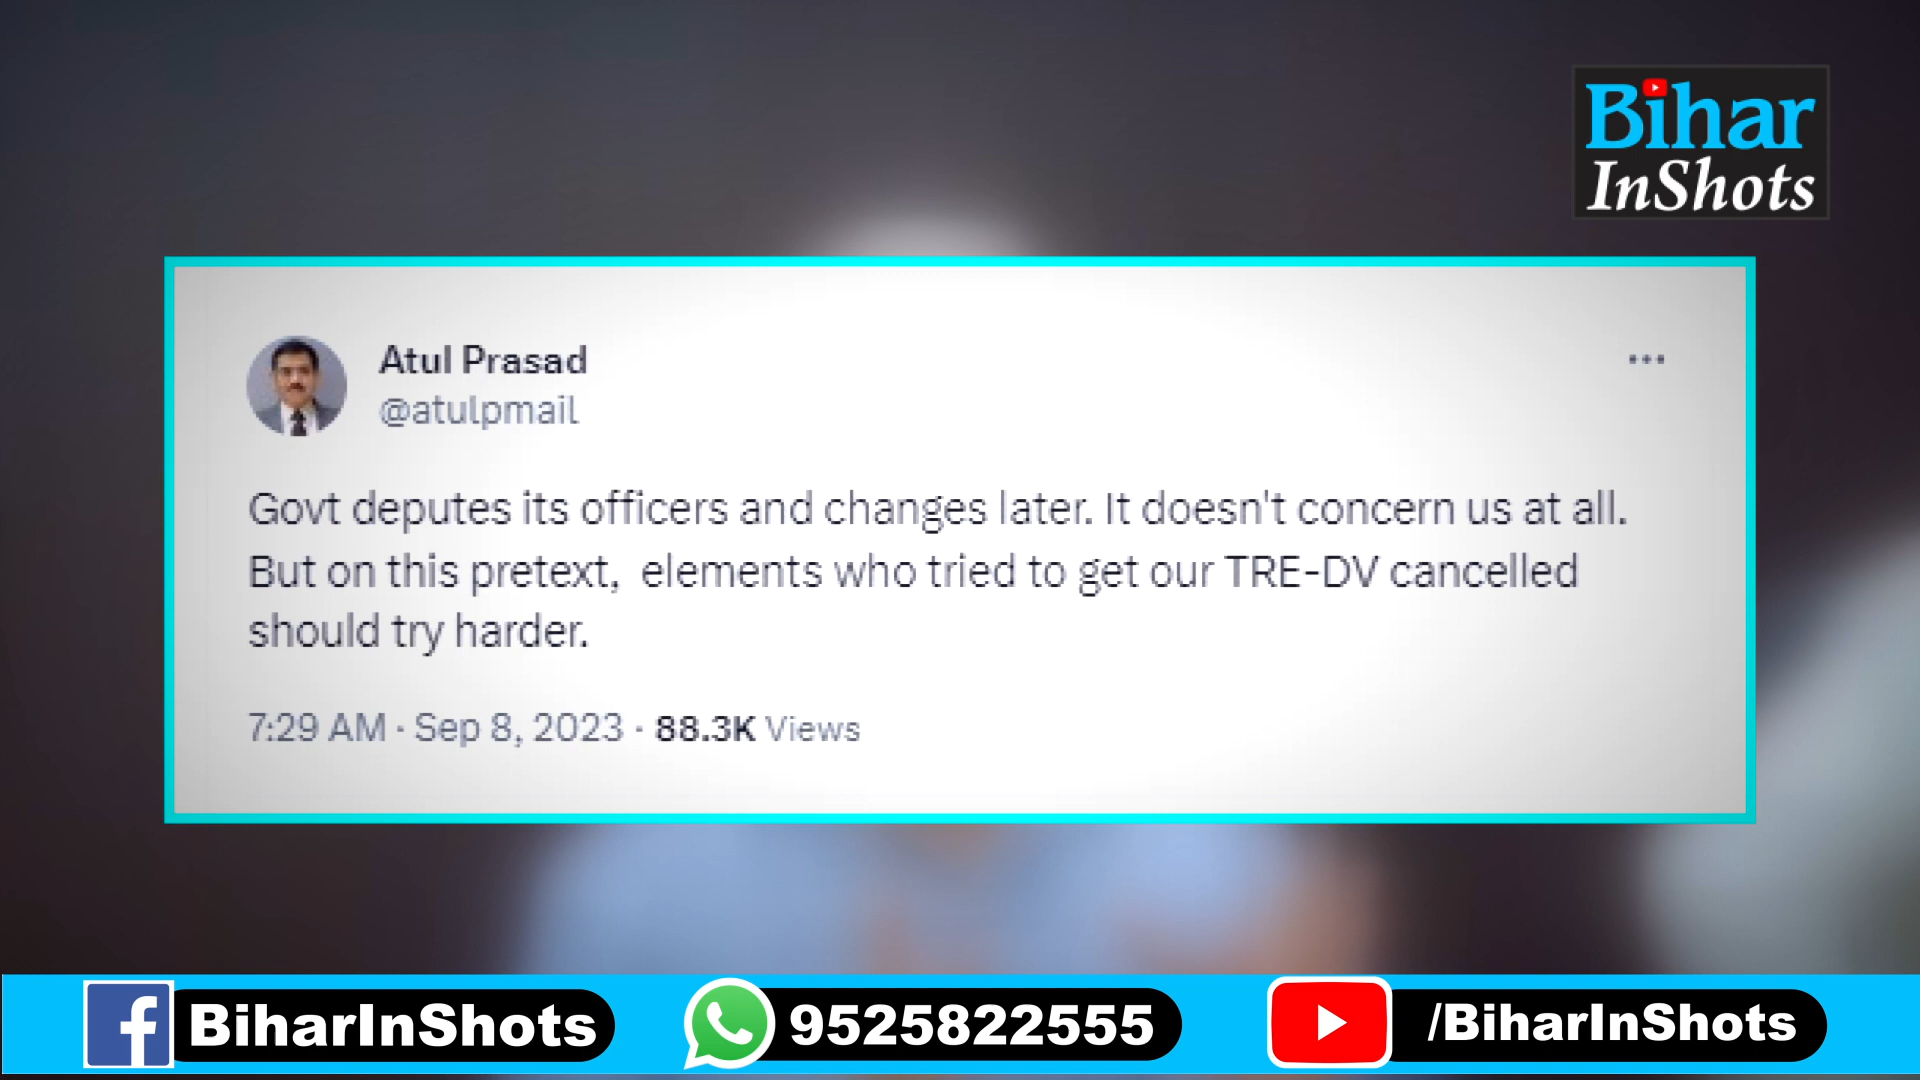 Bihar
InShots
Atul Prasad
@atulpmail
Govt deputes its officers and changes later. It doesn't concern us at all.
But on this pretext,  elements who tried to get our TRE-DV cancelled
should try harder.
7:29 AM · Sep 8, 2023 · 88.3K Views
BiharInShots
9525822555
/BiharInShots